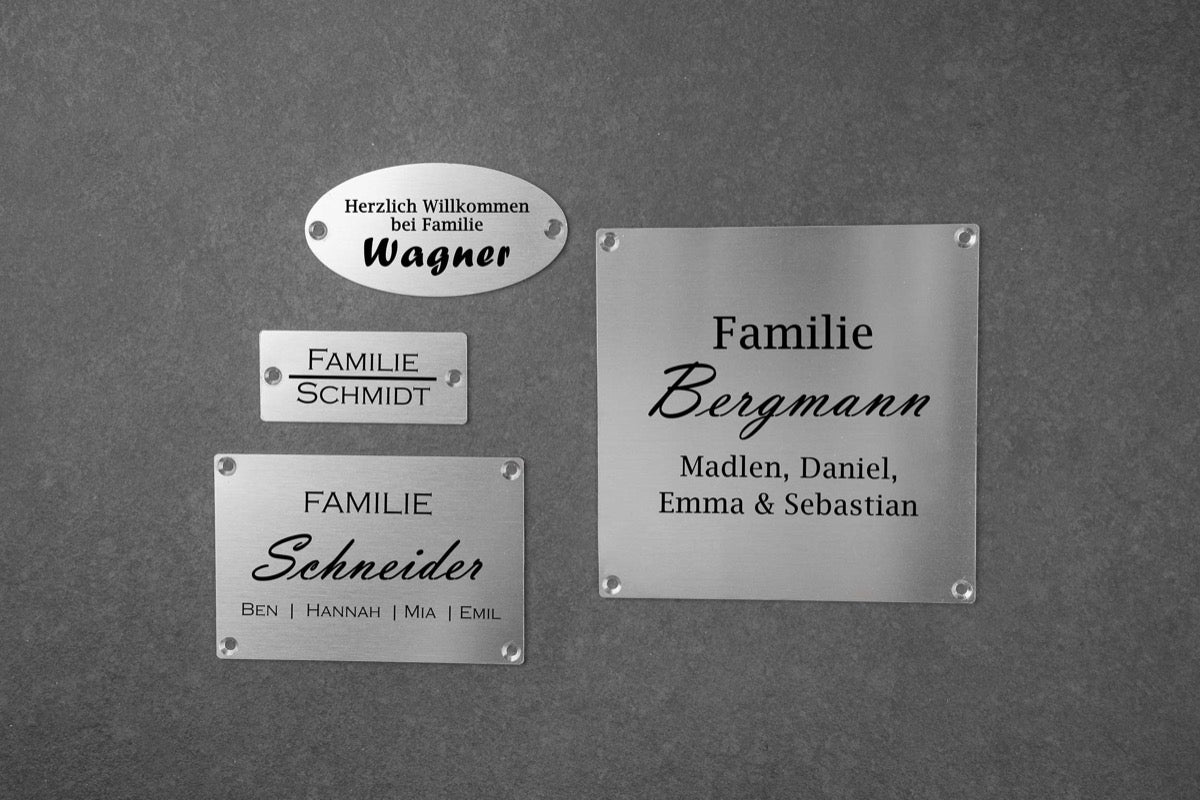 Herzlich Willkommen
bei Familie
Wagner
FAMILIE
SCHMIDT
FAMILIE
Schneider
BEN | HANNAH | MIA | EMIL
Familie
Bergmann
Madlen, Daniel,
Emma & Sebastian